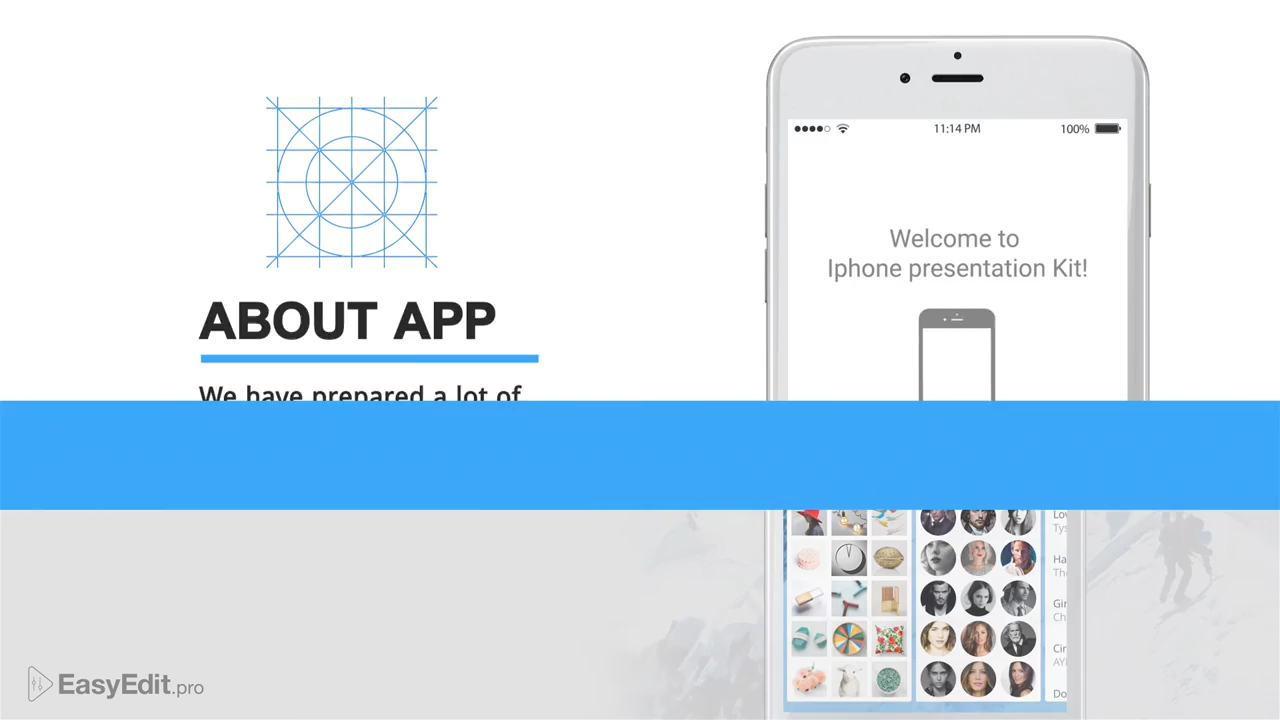 ABOUT APP
We have prepared a lot of
11:14 PM
100%
Welcome to
Iphone presentation Kit!
EasyEdit.pro